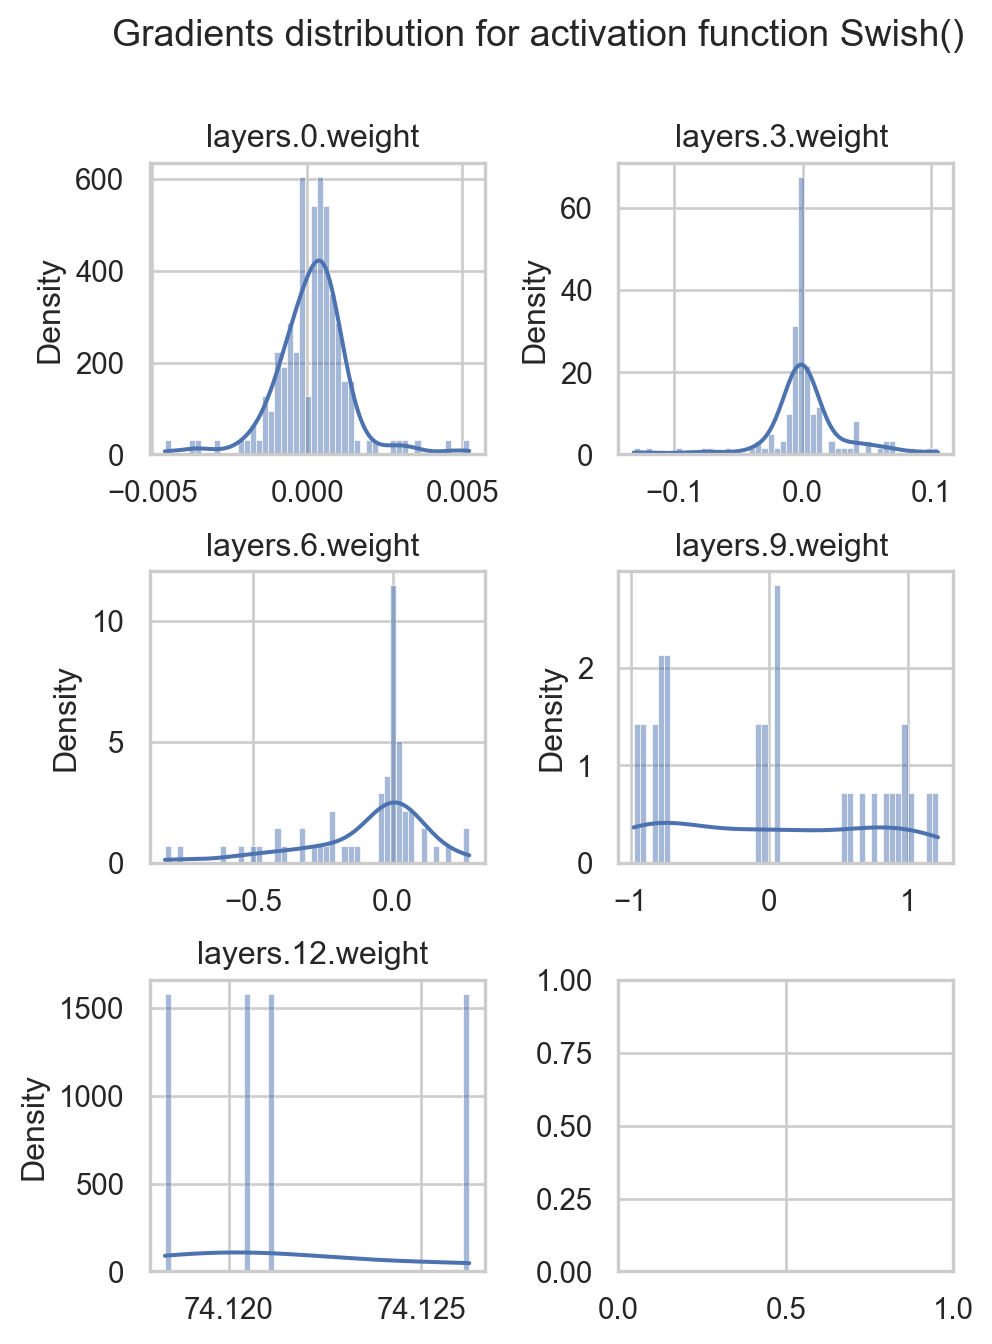 Gradients distribution for activation function Swish()
layers.0.weight
Density
600
400
200
0
−0.005 0.000 0.005
layers.3.weight
Density
60
40
20
0
−0.1 0.0 0.1
layers.6.weight
Density
10
5
0
−0.5 0.0
layers.9.weight
Density
2
1
0
−1 0 1
layers.12.weight
Density
1500
1000
500
0
74.120 74.125
1.00
0.75
0.50
0.25
0.00
0.0 0.5 1.0